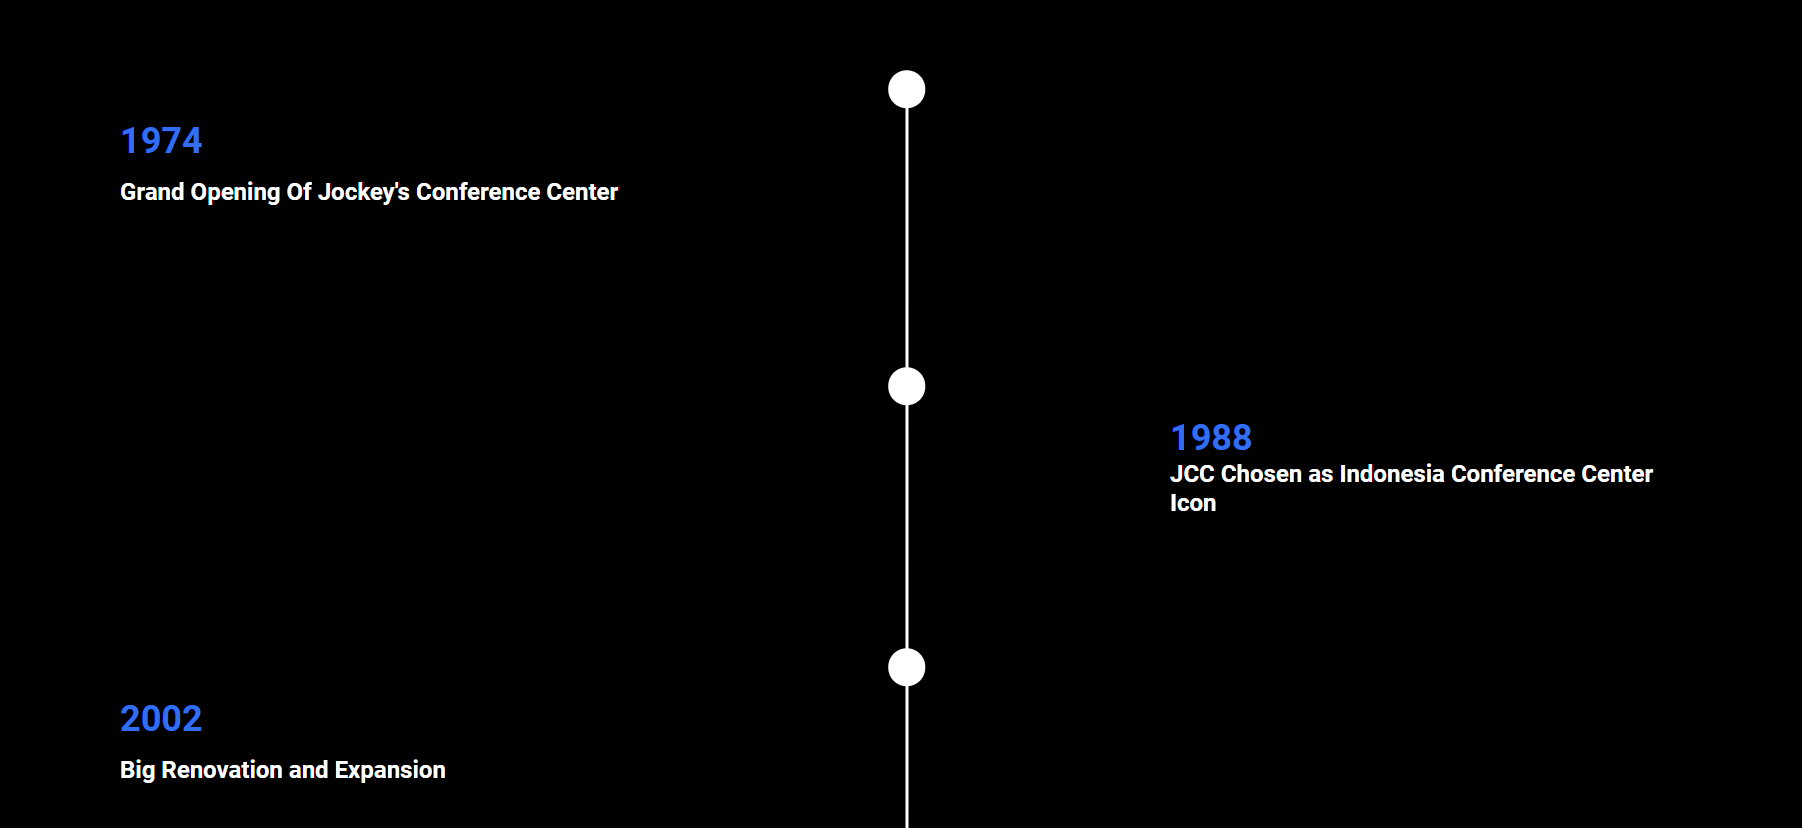 1974
Grand Opening Of Jockey's Conference Center
1988
JCC Chosen as Indonesia Conference Center
Icon
2002
Big Renovation and Expansion